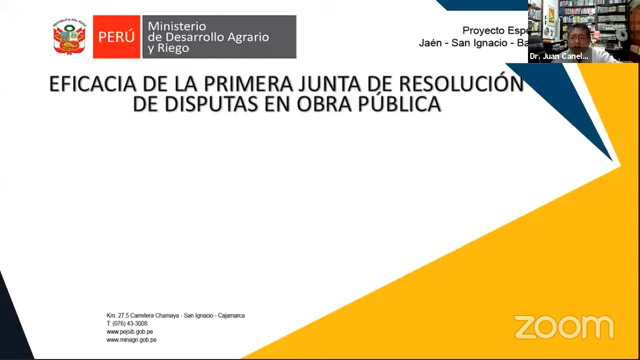 PERÚ
Ministerio
de Desarrollo Agrario
y Riego
Proyecto Espe
Jaén - San Ignacio - Ba
Dr. Juan Canel...
EFICACIA DE LA PRIMERA JUNTA DE RESOLUCIÓN
DE DISPUTAS EN OBRA PÚBLICA
Km. 27.5 Carretera Chamaya - San Ignacio - Cajamarca
T: (076) 43-3008
www.pejsib.gob.pe
www.minagri.gob.pe
zoom